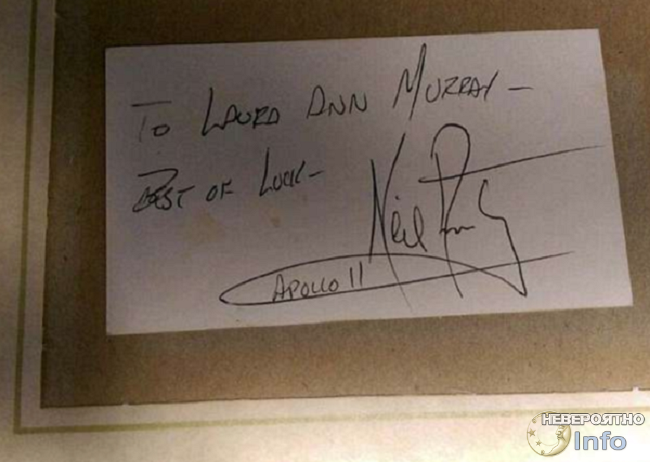 To Laura Ann Murray –
Best of Luck –
Neil
Apollo 11
НЕВЕРОЯТНО
Info